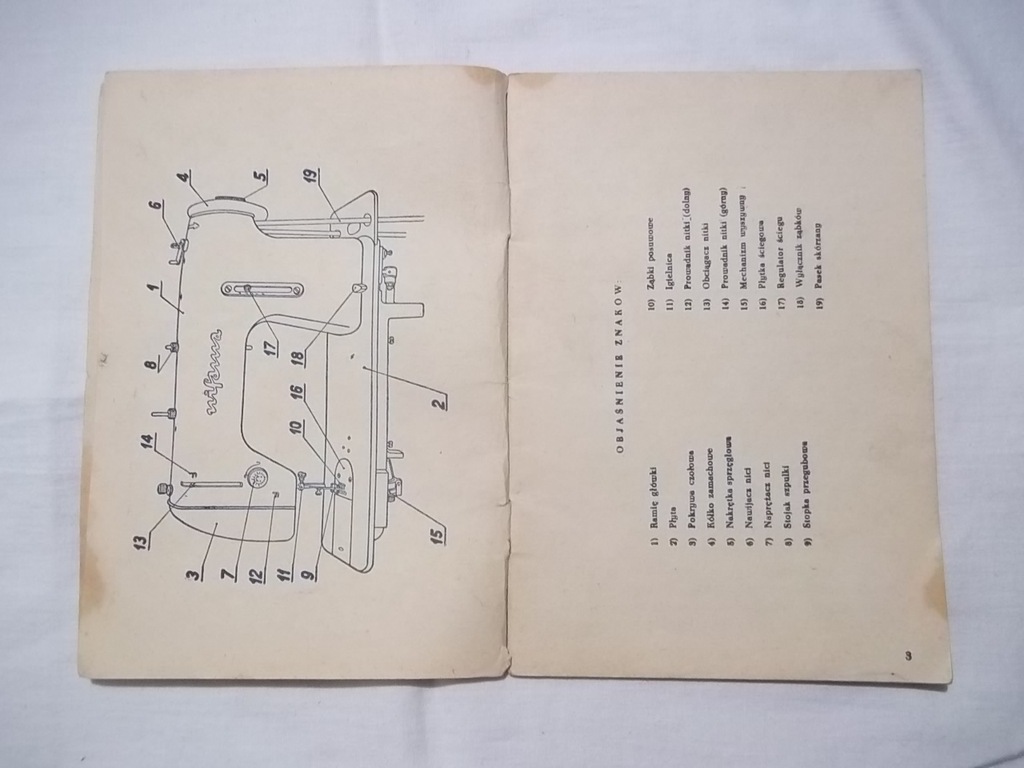 13
14
8
1
6
4
5
wifama
19
17
18
16
10
3
7
12
11
9
15
2
OBJAŚNIENIE ZNAKÓW:
1) Ramię główki
2) Płyta
3) Pokrywa czołowa
4) Kółko zamachowe
5) Nakrętka sprzęgłowa
6) Nawijacz nici
7) Naprężacz nici
8) Stojak szpulki
9) Stopka przegubowa
10) Ząbki posuwowe
11) Igielnica
12) Prowadnik nitki (dolny)
13) Obciągacz nitki
14) Prowadnik nitki (górny)
15) Mechanizm
16) Płytka ściegowa
17) Regulator ściegu
18) Wyłącznik ząbków
19) Pasek skórzany
3